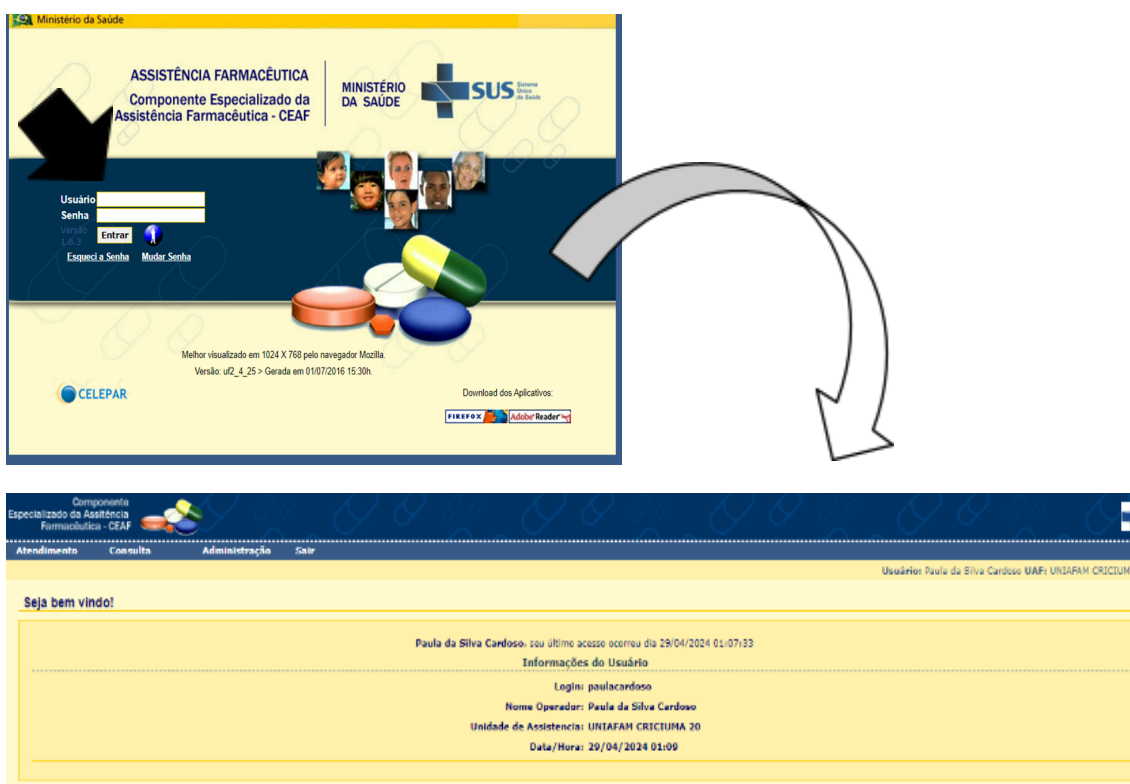 Ministério da Saúde
ASSISTÊNCIA FARMACÊUTICA
Componente Especializado da
Assistência Farmacêutica - CEAF
MINISTÉRIO
DA SAÚDE
SUS Sistema
Único
de Saúde
Usuário
Senha
Versão
1.6.3
Entrar
Esqueci a Senha Mudar Senha
Melhor visualizado em 1024 X 768 pelo navegador Mozilla.
Versão: uf2_4_25 > Gerada em 01/07/2016 15:30h.
CELEPAR
Download dos Aplicativos:
FIREFOX Adobe Reader
Componente
Especializado da Assitência
Farmacêutica - CEAF
Atendimento Consulta Administração Sair
Usuário: Paula da Silva Cardoso UAF: UNIAFAM CRICIUM
Seja bem vindo!
Paula da Silva Cardoso, seu último acesso ocorreu dia 29/04/2024 01:07:33
Informações do Usuário
Login: paulacardoso
Nome Operador: Paula da Silva Cardoso
Unidade de Assistencia: UNIAFAM CRICIUMA 20
Data/Hora: 29/04/2024 01:09